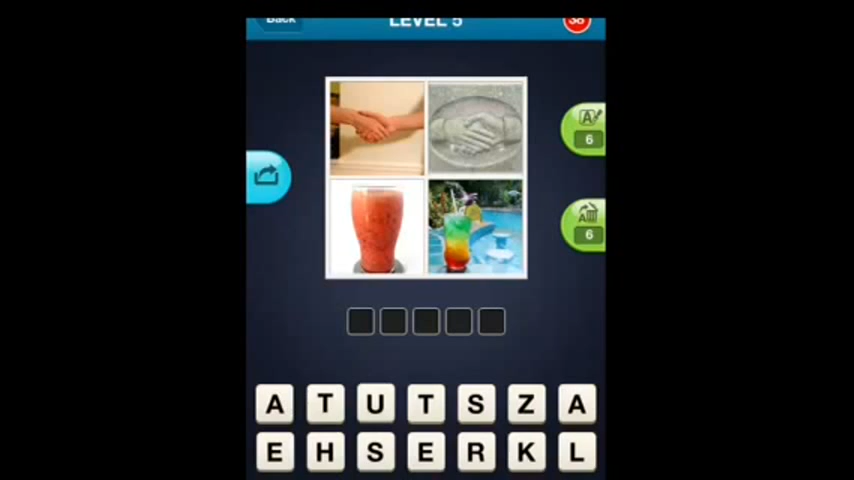 Back LEVEL 5 38
6
6
A T U T S Z A
E H S E R K L